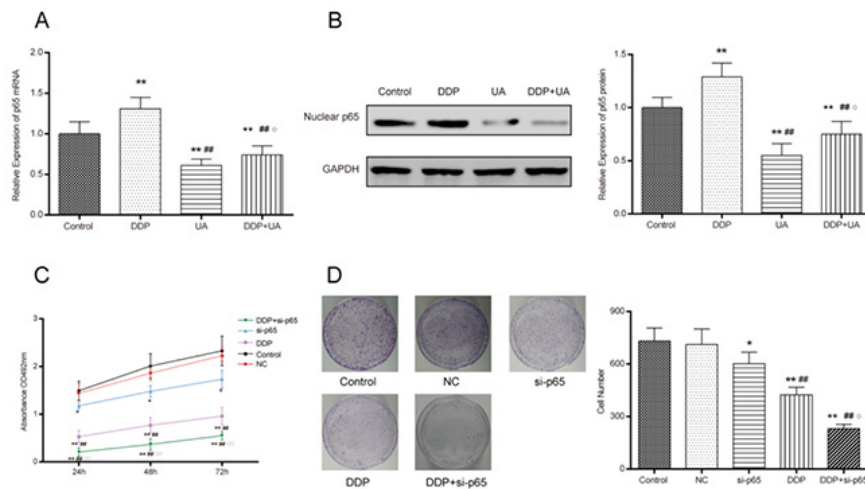 A
Relative Expression of p65 mRNA
2.0
1.5
1.0
0.5
0.0
**
** ##
** ## ○
Control DDP UA DDP+UA
B
Control DDP UA DDP+UA
Nuclear p65
GAPDH
Relative Expression of p65 protein
1.5
1.0
0.5
0.0
**
** ##
** ## ○
Control DDP UA DDP+UA
C
Absorbance OD492nm
3
2
1
0
DDP+si-p65
si-p65
DDP
Control
NC
** ##
** ##
** ##
** ##
** ##
** ##
24h 48h 72h
D
Control NC si-p65
DDP DDP+si-p65
Cell Number
900
600
300
0
*
** ##
** ## ○
Control NC si-p65 DDP DDP+si-p65